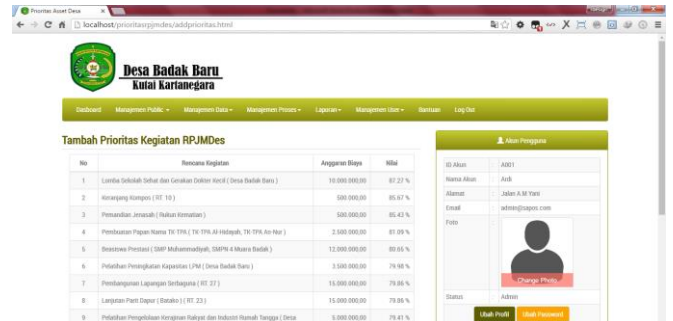 Prioritas Asset Desa
localhost/prioritasrpjmdes/addprioritas.html
Desa Badak Baru
Kutai Kartanegara
Dasboard Manajemen Public Manajemen Data Manajemen Proses Laporan Manajemen User Bantuan Log Out
Tambah Prioritas Kegiatan RPJMDes
No Rencana Kegiatan Anggaran Biaya Nilai
1 Lomba Sekolah Sehat dan Gerakan Dokter Kecil ( Desa Badak Baru ) 10.000.000,00 87.27 %
2 Keranjang Kompos ( RT. 10 ) 500.000,00 85.67 %
3 Pemandian Jenasah ( Rukun Kematian ) 500.000,00 85.43 %
4 Pembuatan Papan Nama TK-TPA ( TK-TPA Al-Hidayah, TK-TPA An-Nur ) 2.500.000,00 81.09 %
5 Beasiswa Prestasi ( SMP Muhammadiyah, SMPN 4 Muara Badak ) 12.000.000,00 80.65 %
6 Pelatihan Peningkatan Kapasitas LPM ( Desa Badak Baru ) 3.500.000,00 79.98 %
7 Pembangunan Lapangan Serbaguna ( RT. 27 ) 15.000.000,00 79.86 %
8 Lanjutan Parit Dapur ( Batako ) ( RT. 23 ) 15.000.000,00 79.86 %
9 Pelatihan Pengelolaan Kerajinan Rakyat dan Industri Rumah Tangga ( Desa 5.000.000,00 79.41 %
Akun Pengguna
ID Akun : A001
Nama Akun : Ardi
Alamat : Jalan A.M Yani
Email : admin@sapos.com
Foto :
Change Photo
Status : Admin
Ubah Profil Ubah Password